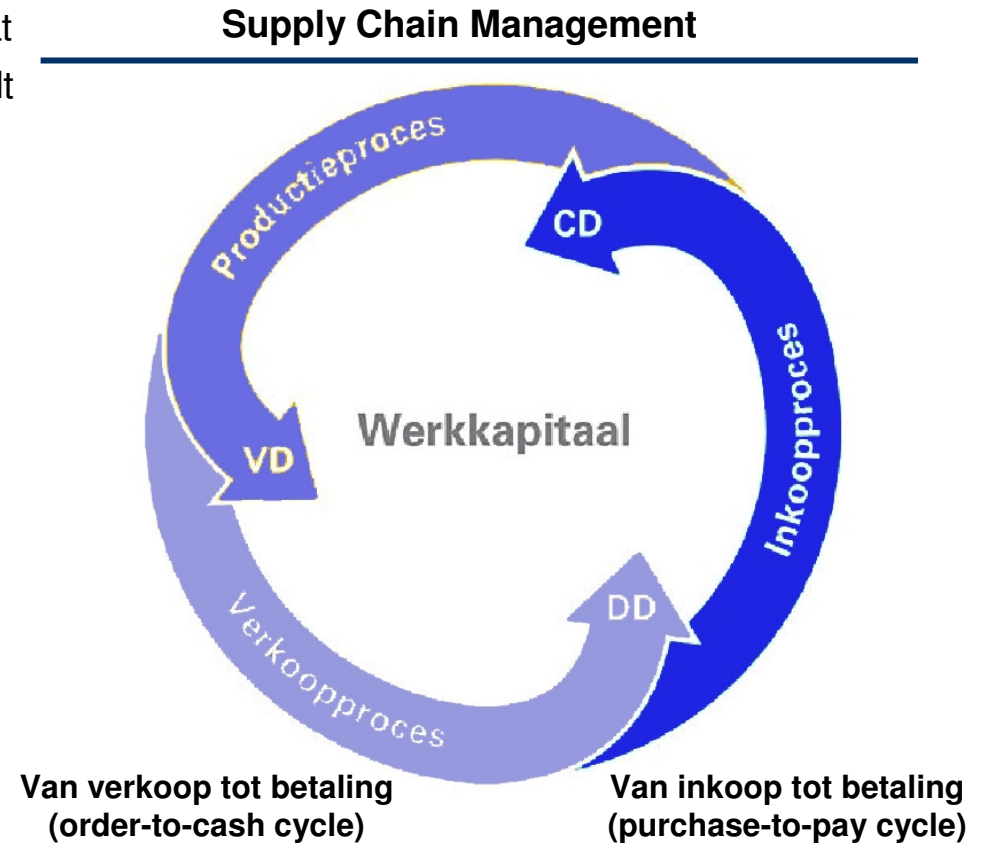 Supply Chain Management
Productieproces
CD
Inkoopproces
Werkkapitaal
VD
DD
Verkoopproces
Van verkoop tot betaling
(order-to-cash cycle)
Van inkoop tot betaling
(purchase-to-pay cycle)